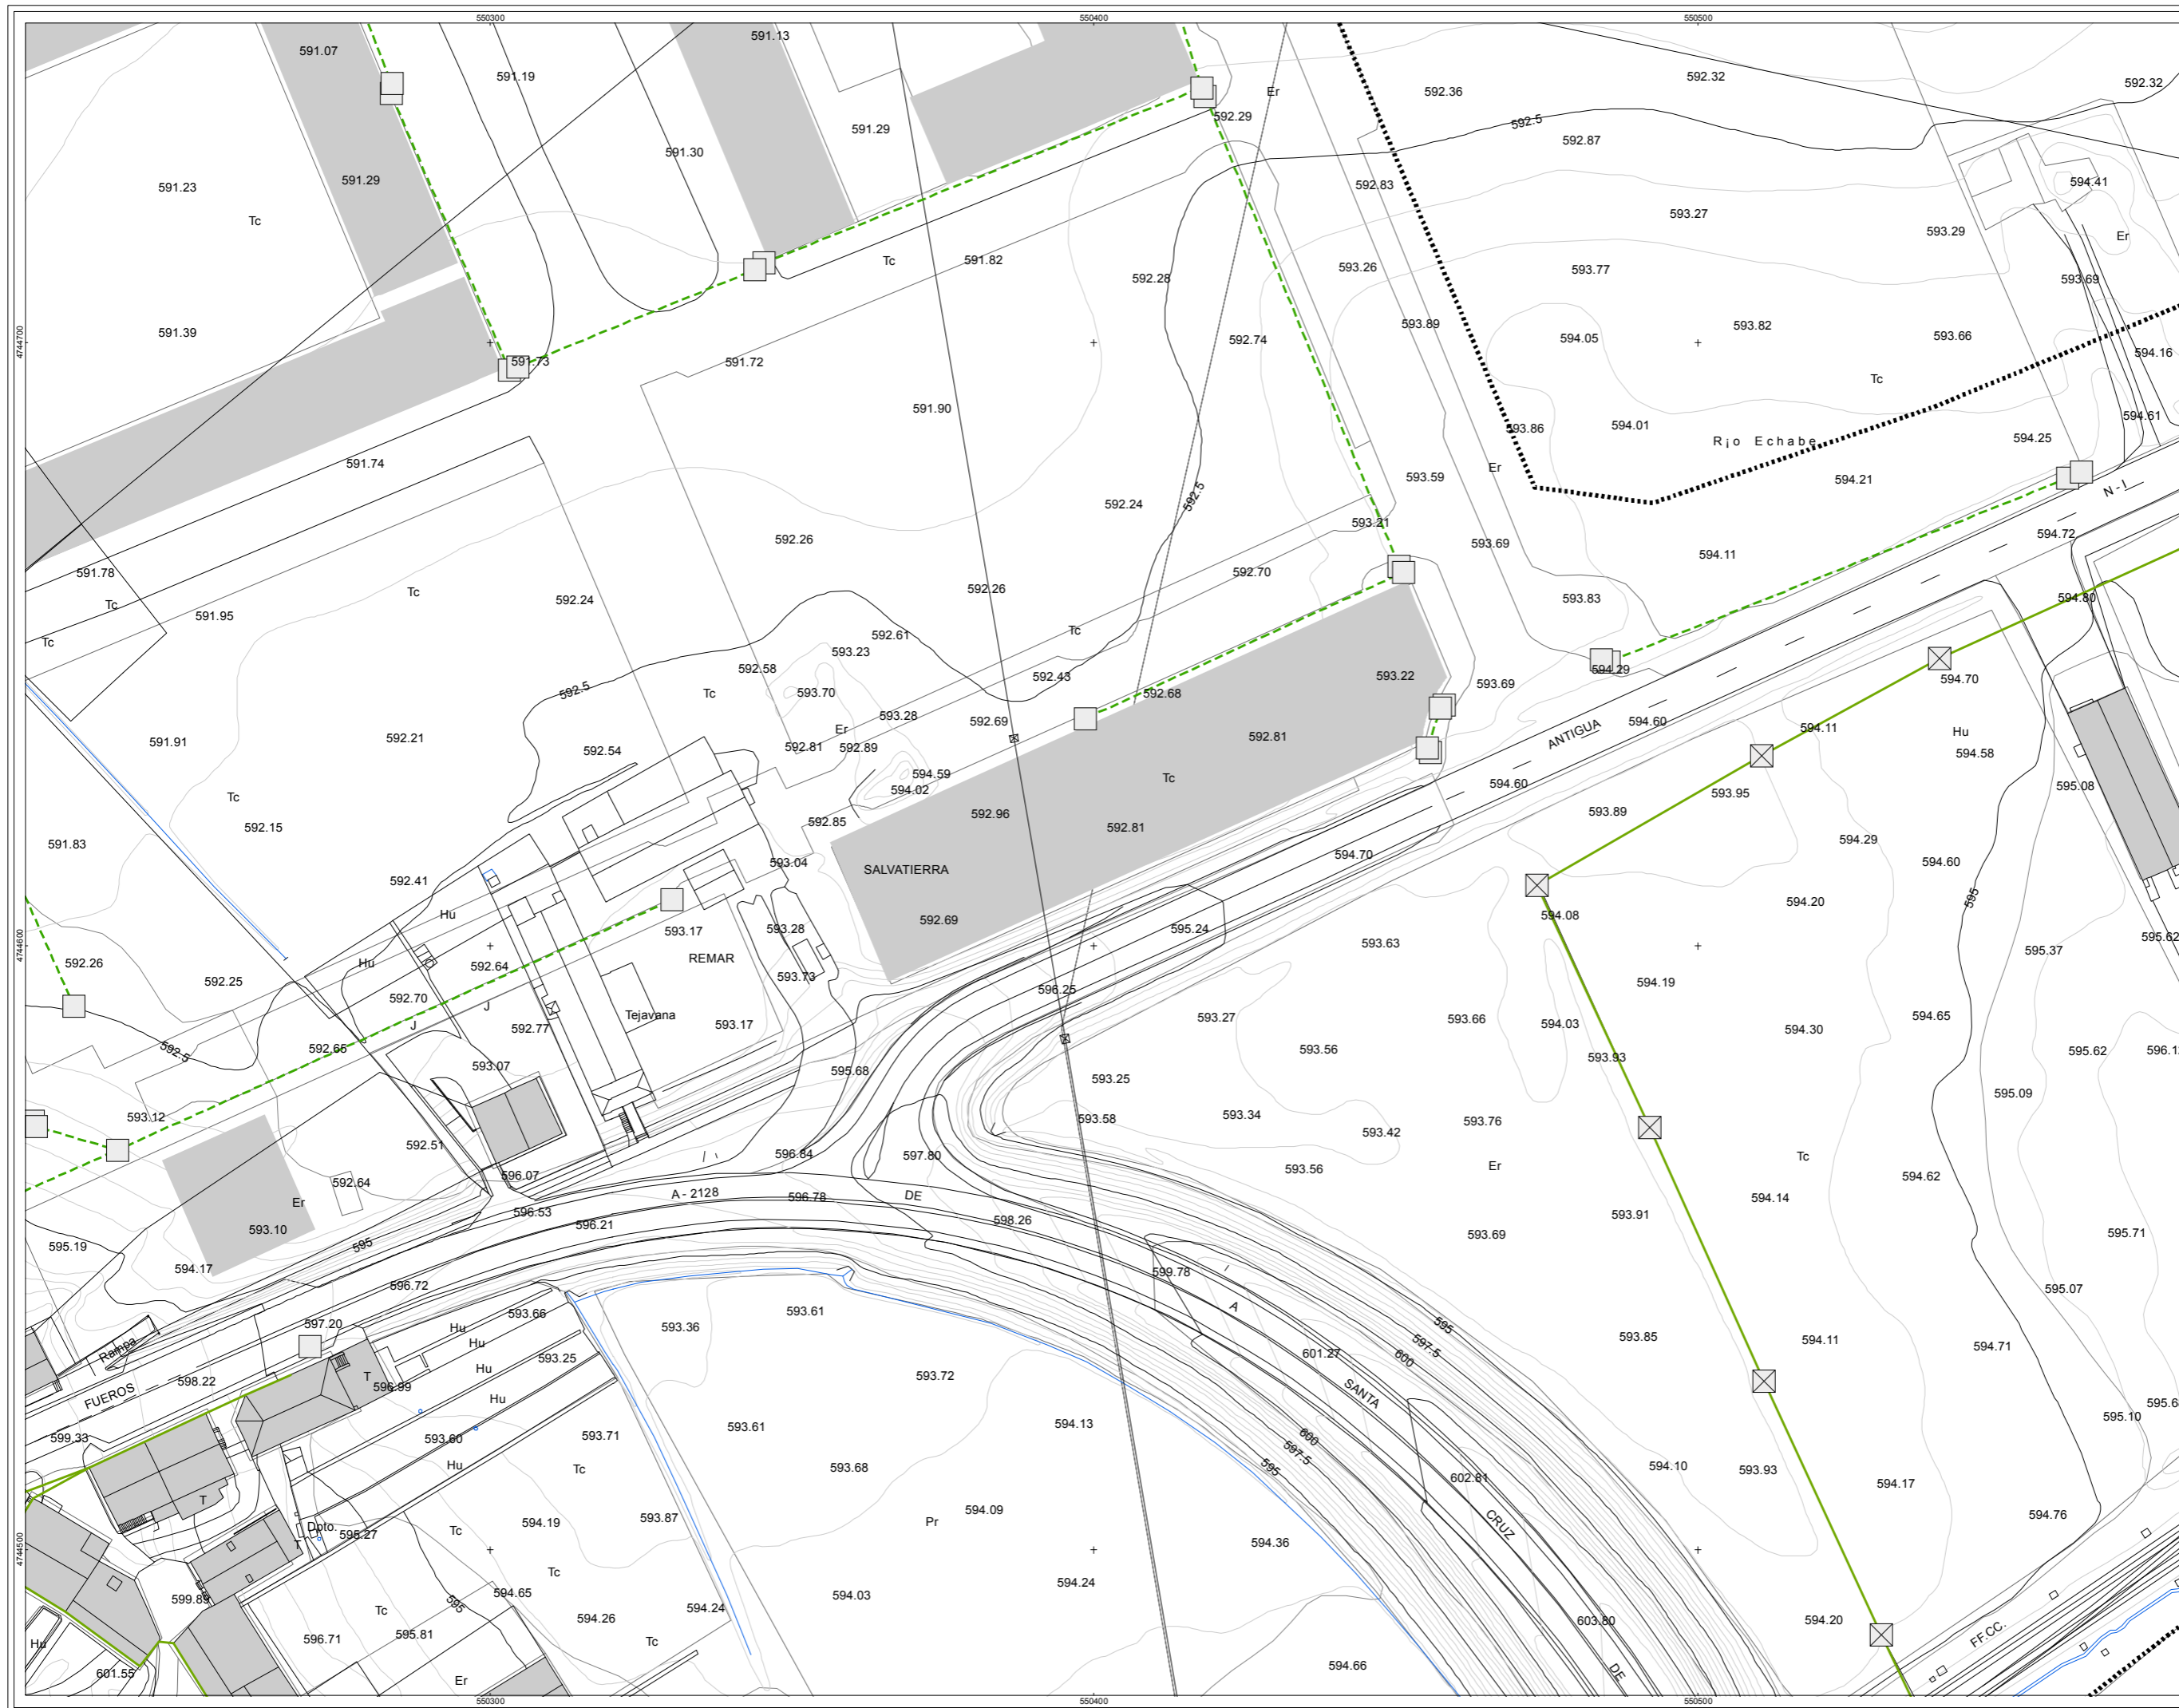 550300 550400 550500
591.07 591.13
591.19 592.32 592.32
592.36 Er
592.29 592.5
591.29 592.87
591.30
591.23 591.29 592.83 594.41
Tc 593.27 593.29 Er
Tc 591.82 592.28 593.26 593.77 593.69
591.39 592.74 593.89 594.05 593.82 593.66 594.16
4744700
591.73 591.72 Tc
591.90 594.61
593.86 594.01 Río Echabe 594.25
591.74 593.59 Er 594.21
N-I
592.24 592.5
593.21 594.72
592.26 593.69 594.11
591.78 592.70
Tc 592.26 593.83 594.80
Tc 592.24
591.95 Tc
Tc 592.61
593.23
592.58 592.43 593.22 594.29 594.70
592.5 593.70 Tc 592.68 593.69
Er 593.28 592.69 594.60 594.11 Hu
591.91 592.21 592.54 592.81 592.89 592.81 ANTIGUA 594.58
594.59 Tc 594.60 595.08
Tc 594.02 593.95
592.15 592.85 592.96 592.81 593.89
591.83 594.70 594.29
593.04 SALVATIERRA 594.60
592.41 595
Hu 592.69 594.08 594.20
593.17 593.28 595.24 593.63 595.62
4744600
592.26 Hu 592.64 REMAR 595.37
592.25 593.73 594.19
592.70 J 596.25
J 592.77 Tejavana 593.17 593.27 593.66 594.03 594.30 594.65
592.5 592.65 593.56 593.93 595.62 596.1
593.07 595.68 593.25 595.09
593.12 593.58 593.34 593.42 593.76
592.51 596.84 597.80 593.56 Er Tc
592.64 596.07 594.62
Er A-2128 596.78 DE 594.14
593.10 596.53 596.21 598.26 593.69 593.91
595.19 595 595.71
594.17 599.78
596.72 595.07
593.66 593.61 A
597.20 Hu 593.36 595 593.85 594.11
Rampa Hu 597.5 594.71
Hu 593.25 601.27 600
FUEROS 598.22 T 596.99 593.72 SANTA
Hu 595.10 595.6
599.33 593.60 593.71 593.61 594.13
600
Hu Tc 593.68 597.5 594.10 593.93
595 602.81 594.17
T 594.09
Dpto. 594.19 593.87 Pr CRUZ 594.76
T 595.27 Tc
4744500
594.36
Tc
599.89 594.65 594.03 594.24
595 594.24
Tc 594.26 603.80 594.20
596.71 595.81 FF.CC.
Hu Tc
601.55 594.66 DE
Er
550300 550400 550500